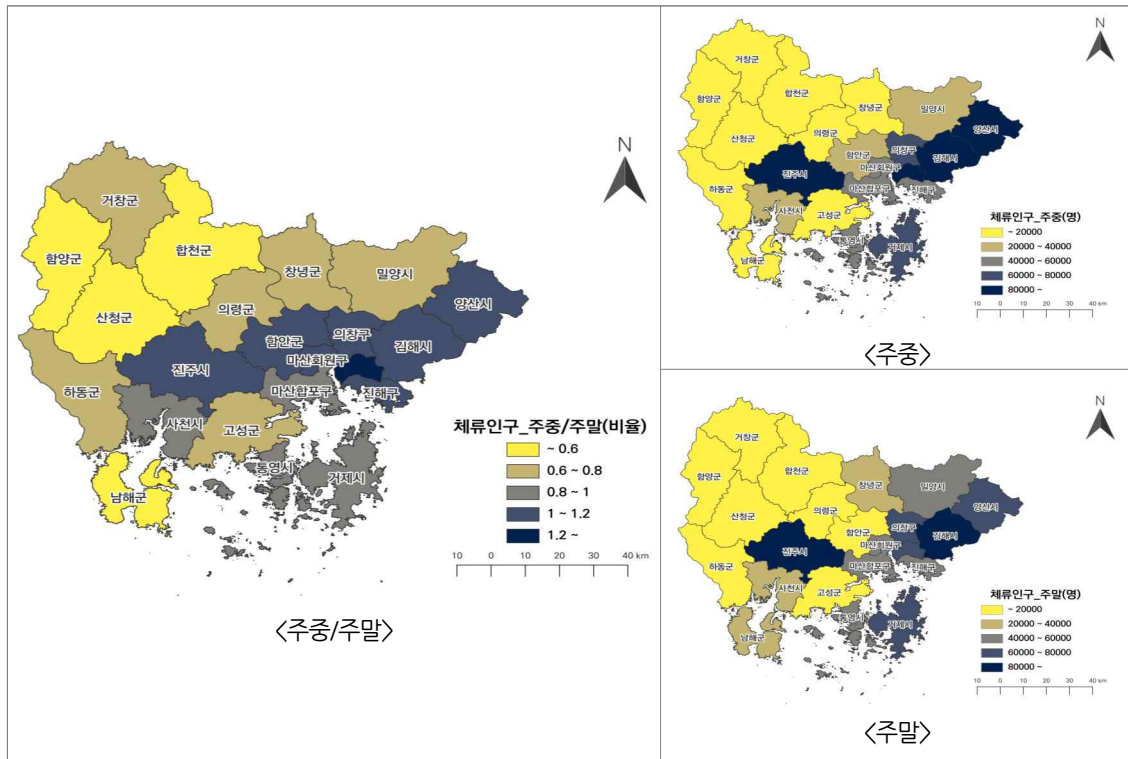 N
거창군
함양군
합천군
창녕군
밀양시
산청군
의령군
양산시
함안군
의창구
김해시
진주시
마산회원구
하동군
마산합포구
진해구
사천시
고성군
통영시
거제시
남해군
체류인구_주중/주말(비율)
~ 0.6
0.6 ~ 0.8
0.8 ~ 1
1 ~ 1.2
1.2 ~
10 0 10 20 30 40 km
<주중/주말>
N
거창군
함양군
합천군
창녕군
밀양시
산청군
의령군
양산시
함안군
의창구
김해시
진주시
마산회원구
하동군
마산합포구
진해구
사천시
고성군
통영시
거제시
남해군
체류인구_주중(명)
~ 20000
20000 ~ 40000
40000 ~ 60000
60000 ~ 80000
80000 ~
10 0 10 20 30 40 km
<주중>
N
거창군
함양군
합천군
창녕군
밀양시
산청군
의령군
양산시
함안군
의창구
김해시
진주시
마산회원구
하동군
마산합포구
진해구
사천시
고성군
통영시
거제시
남해군
체류인구_주말(명)
~ 20000
20000 ~ 40000
40000 ~ 60000
60000 ~ 80000
80000 ~
10 0 10 20 30 40 km
<주말>